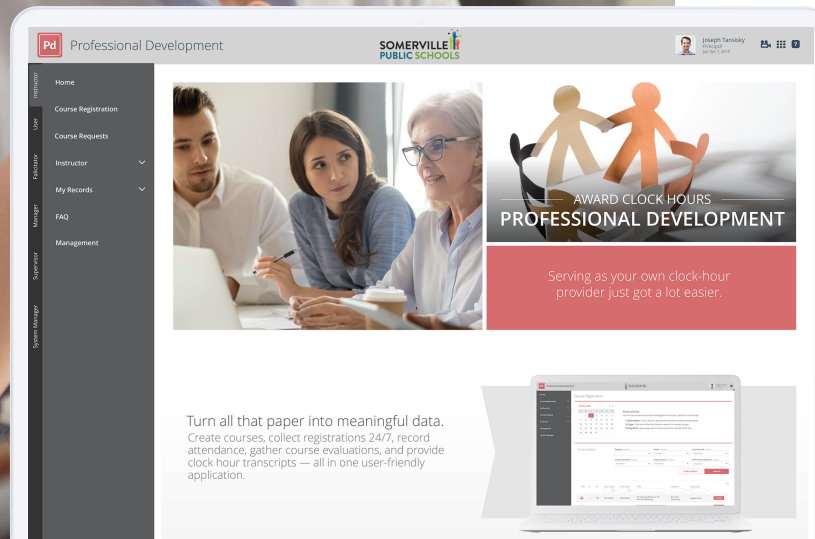 Pd Professional Development
SOMERVILLE
PUBLIC SCHOOLS
Joseph Tansisky
Principal
Instructor
User
Falicitator
Manager
Supervisor
System Manager
Home
Course Registration
Course Requests
Instructor
My Records
FAQ
Management
AWARD CLOCK HOURS
PROFESSIONAL DEVELOPMENT
Serving as your own clock-hour
provider just got a lot easier.
Turn all that paper into meaningful data.
Create courses, collect registrations 24/7, record
attendance, gather course evaluations, and provide
clock hour transcripts — all in one user-friendly
application.
Course Registration
Instructions